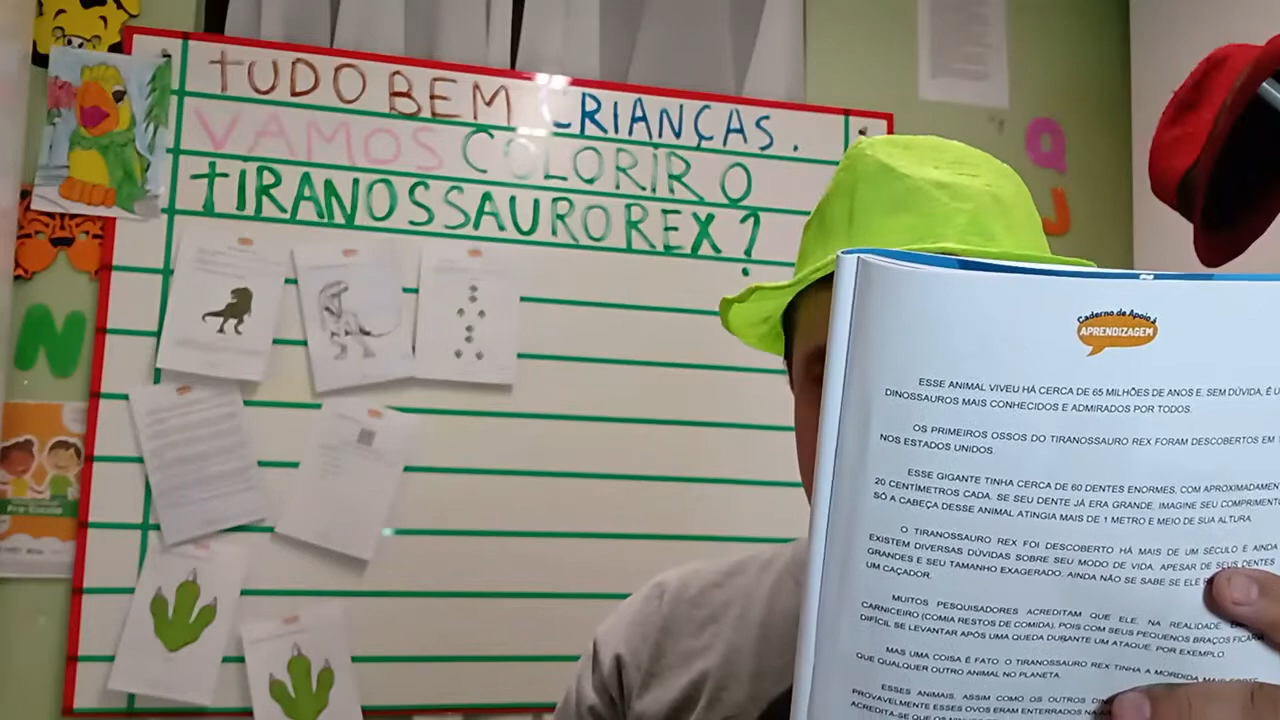 TUDO BEM CRIANÇAS.
VAMOS COLORIR O
TIRANOSSAURO REX?
N
Q
J
Pré-Escola
Caderno de Apoio à
APRENDIZAGEM
ESSE ANIMAL VIVEU HÁ CERCA DE 65 MILHÕES DE ANOS E, SEM DÚVIDA, É
DINOSSAUROS MAIS CONHECIDOS E ADMIRADOS POR TODOS.
OS PRIMEIROS OSSOS DO TIRANOSSAURO REX FORAM DESCOBERTOS EM
NOS ESTADOS UNIDOS.
ESSE GIGANTE TINHA CERCA DE 60 DENTES ENORMES, COM
20 CENTÍMETROS CADA. SE SEU DENTE JÁ ERA GRANDE, IMAGINE SEU
SÓ A CABEÇA DESSE ANIMAL ATINGIA MAIS DE 1 METRO E MEIO DE SUA ALTURA.
O TIRANOSSAURO REX FOI DESCOBERTO HÁ MAIS DE UM SÉCULO E AINDA
EXISTEM DIVERSAS DÚVIDAS SOBRE SEU MODO DE VIDA. APESAR DE SEUS DENTES
GRANDES E SEU TAMANHO EXAGERADO, AINDA NÃO SE SABE SE ELE
UM CAÇADOR.
MUITOS PESQUISADORES ACREDITAM QUE ELE, NA REALIDADE,
CARNICEIRO (COMIA RESTOS DE COMIDA), POIS COM SEUS PEQUENOS BRAÇOS
DIFÍCIL SE LEVANTAR APÓS UMA QUEDA DURANTE UM ATAQUE, POR EXEMPLO.
MAS UMA COISA É FATO: O TIRANOSSAURO REX TINHA A MORDIDA MAIS
QUE QUALQUER OUTRO ANIMAL NO PLANETA.
ESSES ANIMAIS, ASSIM COMO OS OUTROS
PROVAVELMENTE ESSES OVOS ERAM ENTERRADOS NA
ACREDITA-SE QUE OS